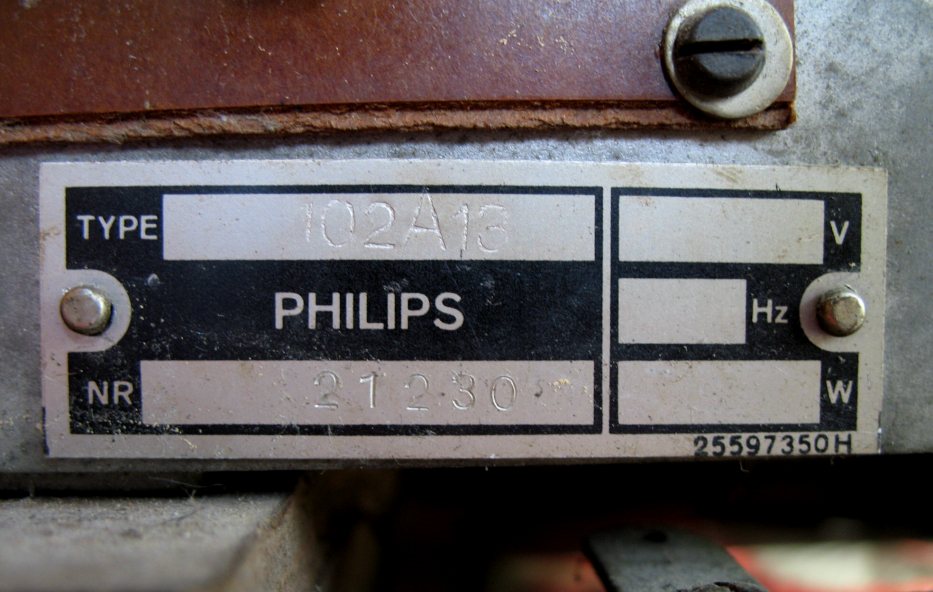 TYPE 102A13
PHILIPS
NR 21230
V
Hz
W
25597350H